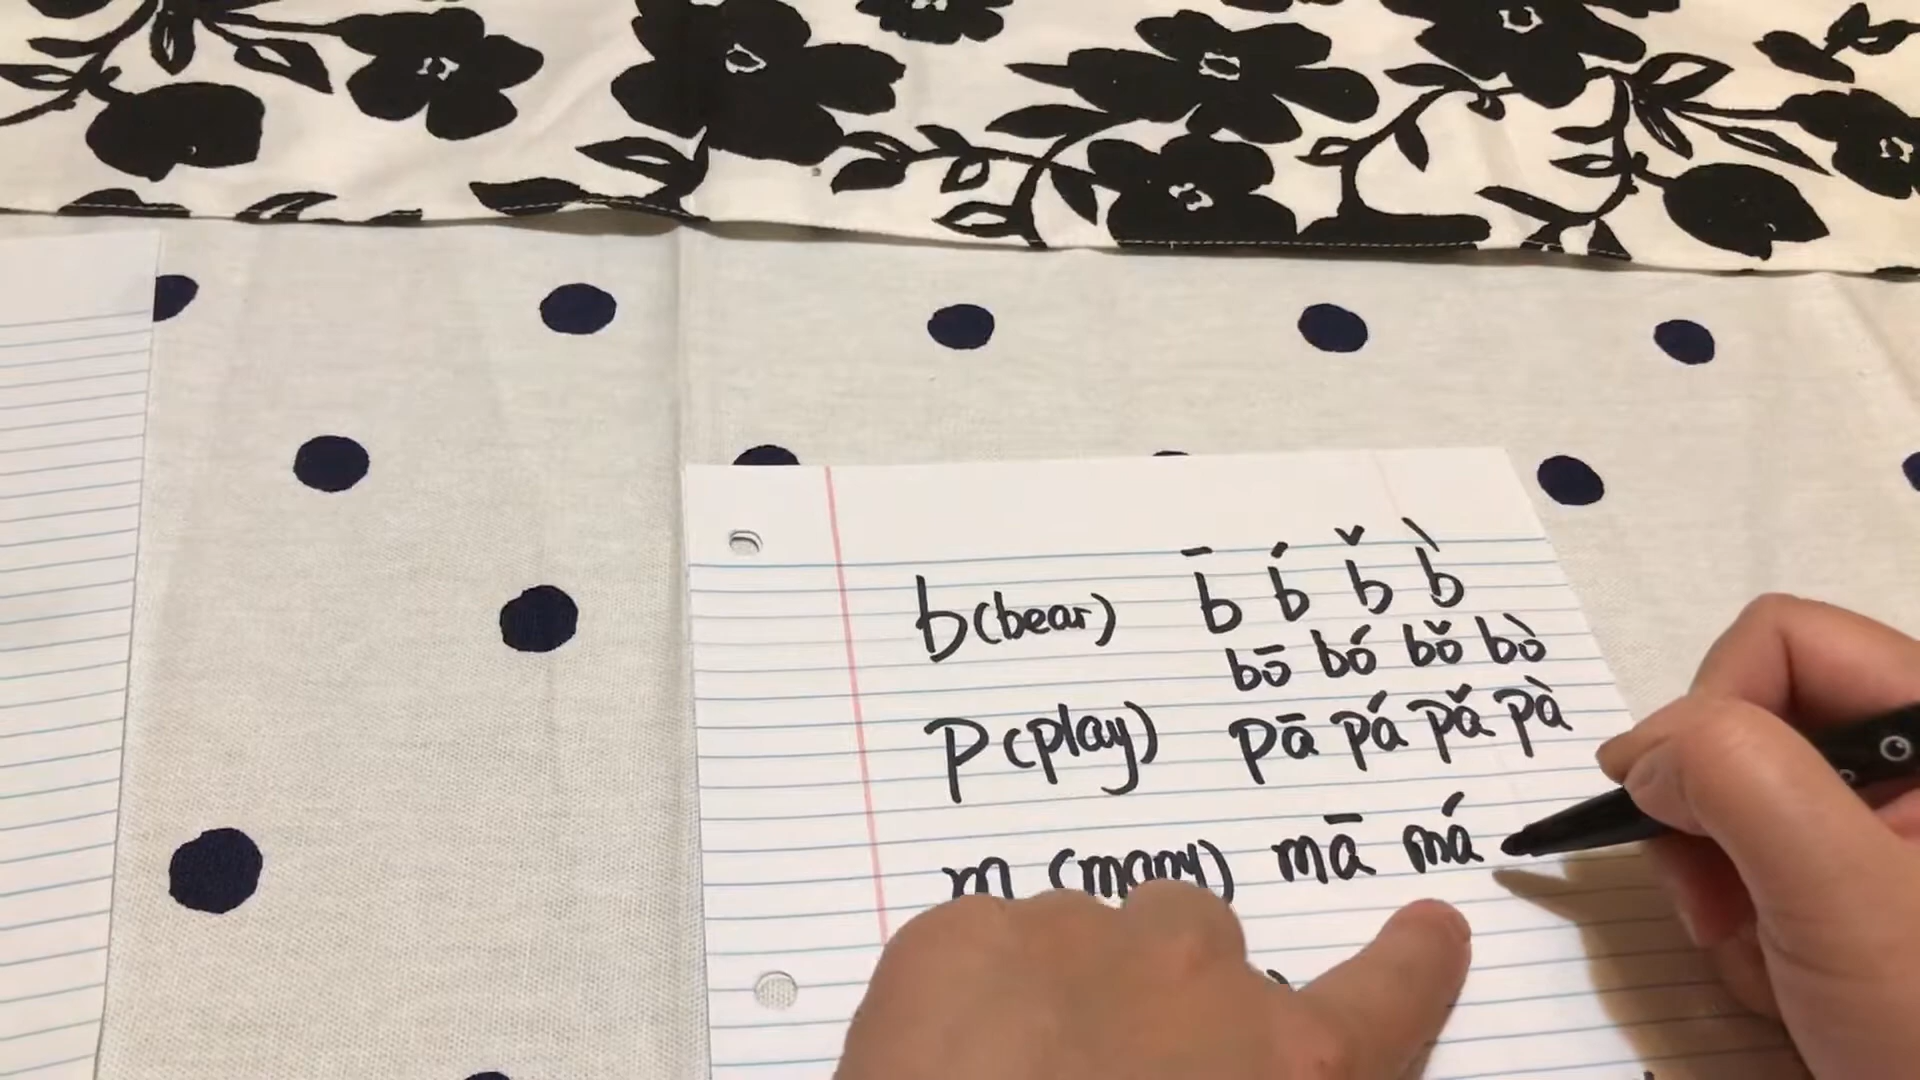 b (bear) b̄ b́ b̌ b̀
bō bó bǒ bò
p (play) pā pá pǎ pà
m (many) mā má